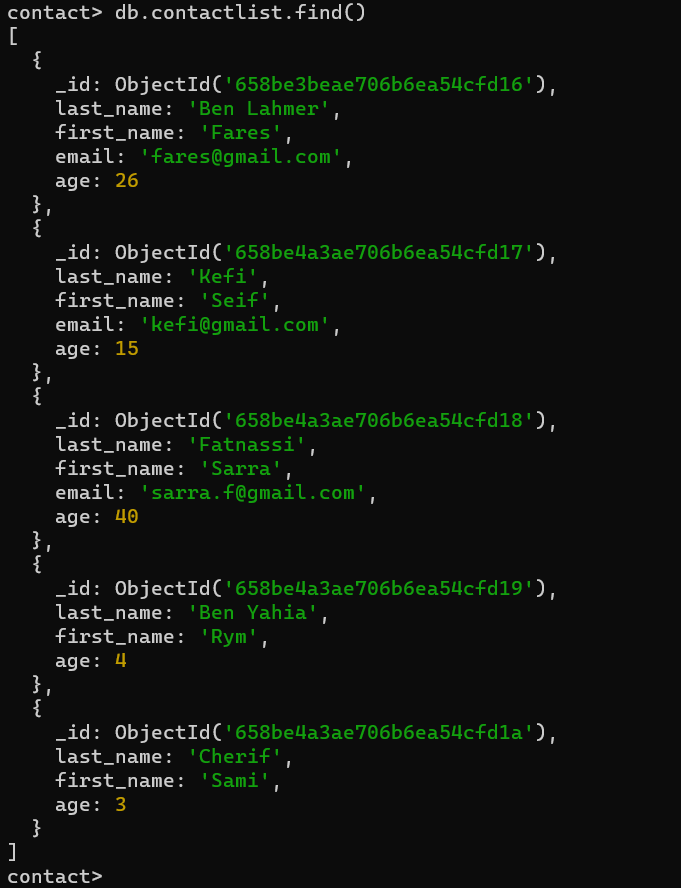 contact> db.contactlist.find()
[
  {
    _id: ObjectId('658be3beae706b6ea54cfd16'),
    last_name: 'Ben Lahmer',
    first_name: 'Fares',
    email: 'fares@gmail.com',
    age: 26
  },
  {
    _id: ObjectId('658be4a3ae706b6ea54cfd17'),
    last_name: 'Kefi',
    first_name: 'Seif',
    email: 'kefi@gmail.com',
    age: 15
  },
  {
    _id: ObjectId('658be4a3ae706b6ea54cfd18'),
    last_name: 'Fatnassi',
    first_name: 'Sarra',
    email: 'sarra.f@gmail.com',
    age: 40
  },
  {
    _id: ObjectId('658be4a3ae706b6ea54cfd19'),
    last_name: 'Ben Yahia',
    first_name: 'Rym',
    age: 4
  },
  {
    _id: ObjectId('658be4a3ae706b6ea54cfd1a'),
    last_name: 'Cherif',
    first_name: 'Sami',
    age: 3
  }
]
contact>